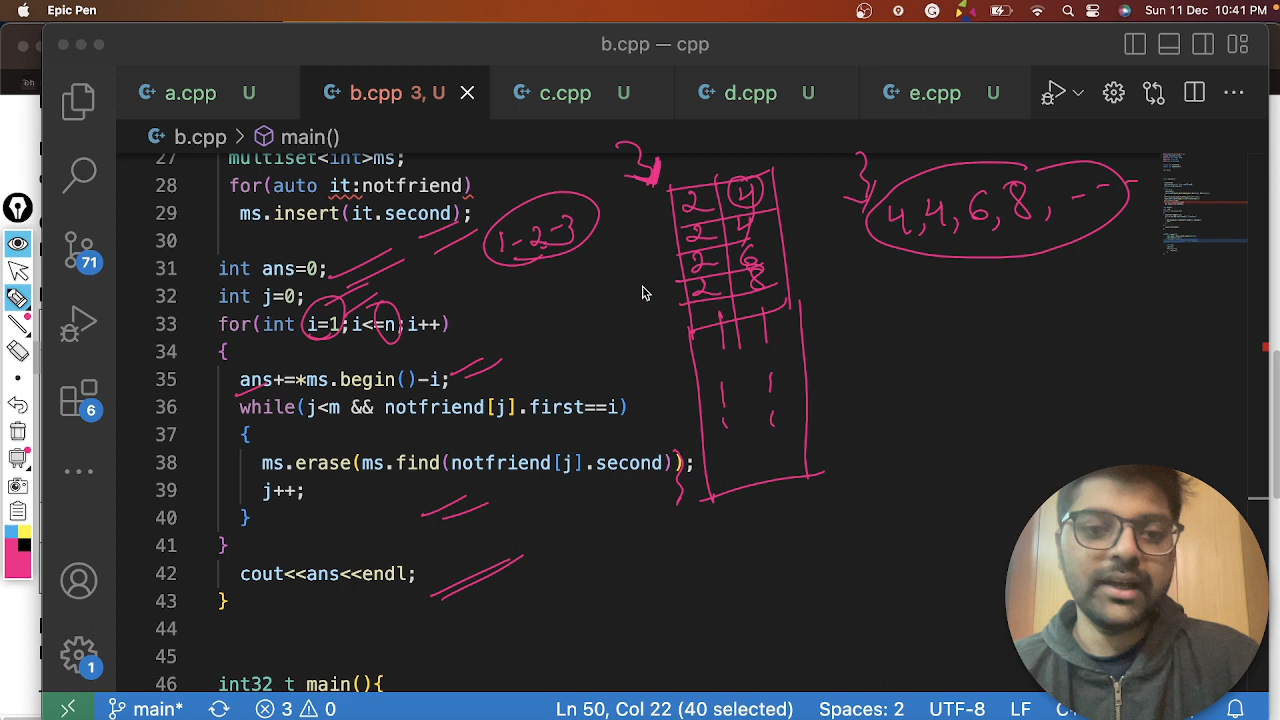 Epic Pen
Sun 11 Dec 10:41 PM
b.cpp — cpp
a.cpp U
b.cpp 3, U
c.cpp U
d.cpp U
e.cpp U
b.cpp > main()
27 multiset<int>ms;
28 for(auto it:notfriend)
29 ms.insert(it.second);
30
31 int ans=0;
32 int j=0;
33 for(int i=1;i<=n;i++)
34 {
35 ans+=*ms.begin()-i;
36 while(j<m && notfriend[j].first==i)
37 {
38 ms.erase(ms.find(notfriend[j].second));
39 j++;
40 }
41 }
42 cout<<ans<<endl;
43 }
44
45
46 int32_t main(){
1-2-3
2 4
2 4
2 6
2 8
4,4,6,8,--
71
6
1
main*
3 0
Ln 50, Col 22 (40 selected)
Spaces: 2
UTF-8
LF